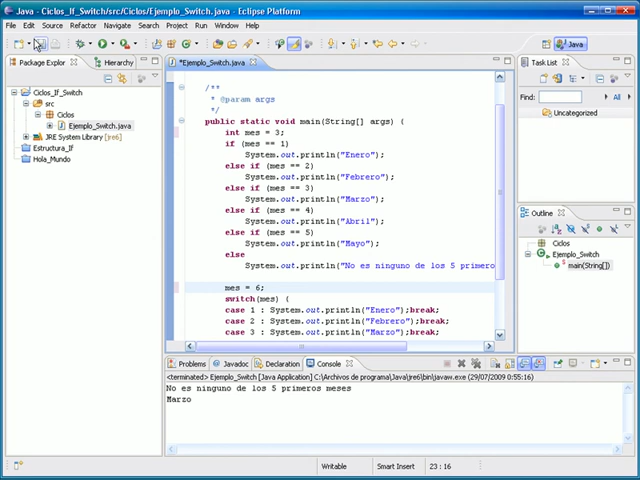 Java - Ciclos_If_Switch/src/Ciclos/Ejemplo_Switch.java - Eclipse Platform
File Edit Source Refactor Navigate Search Project Run Window Help
Java
Package Explorer
Hierarchy
Ciclos_If_Switch
src
Ciclos
Ejemplo_Switch.java
JRE System Library [jre6]
Estructura_If
Hola_Mundo
*Ejemplo_Switch.java
/**
* @param args
*/
public static void main(String[] args) {
int mes = 3;
if (mes == 1)
System.out.println("Enero");
else if (mes == 2)
System.out.println("Febrero");
else if (mes == 3)
System.out.println("Marzo");
else if (mes == 4)
System.out.println("Abril");
else if (mes == 5)
System.out.println("Mayo");
else
System.out.println("No es ninguno de los 5 primero
mes = 6;
switch(mes) {
case 1 : System.out.println("Enero");break;
case 2 : System.out.println("Febrero");break;
case 3 : System.out.println("Marzo");break;
Task List
Find:
All
Uncategorized
Outline
Ciclos
Ejemplo_Switch
main(String[])
Problems Javadoc Declaration Console
<terminated> Ejemplo_Switch [Java Application] C:\Archivos de programa\Java\jre6\bin\javaw.exe (29/07/2009 0:55:16)
No es ninguno de los 5 primeros meses
Marzo
Writable Smart Insert 23 : 16